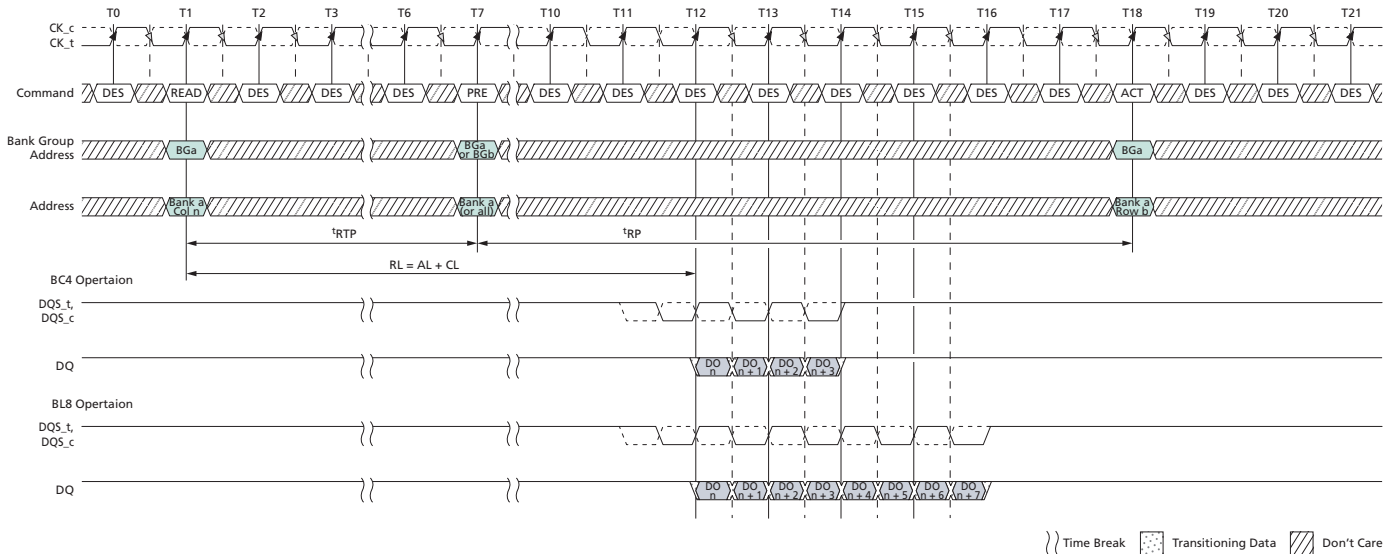 T0 T1 T2 T3 T6 T7 T10 T11 T12 T13 T14 T15 T16 T17 T18 T19 T20 T21
CK_c
CK_t
Command DES READ DES DES DES PRE DES DES DES DES DES DES DES DES ACT DES DES DES
Bank Group
Address
BGa
BGa
or BGb
BGa
Address
Bank a
Col n
Bank a
(or all)
Bank a
Row b
tRTP tRP
RL = AL + CL
BC4 Opertaion
DQS_t,
DQS_c
DQ
DO
n
DO
n + 1
DO
n + 2
DO
n + 3
BL8 Opertaion
DQS_t,
DQS_c
DQ
DO
n
DO
n + 1
DO
n + 2
DO
n + 3
DO
n + 4
DO
n + 5
DO
n + 6
DO
n + 7
Time Break Transitioning Data Don't Care